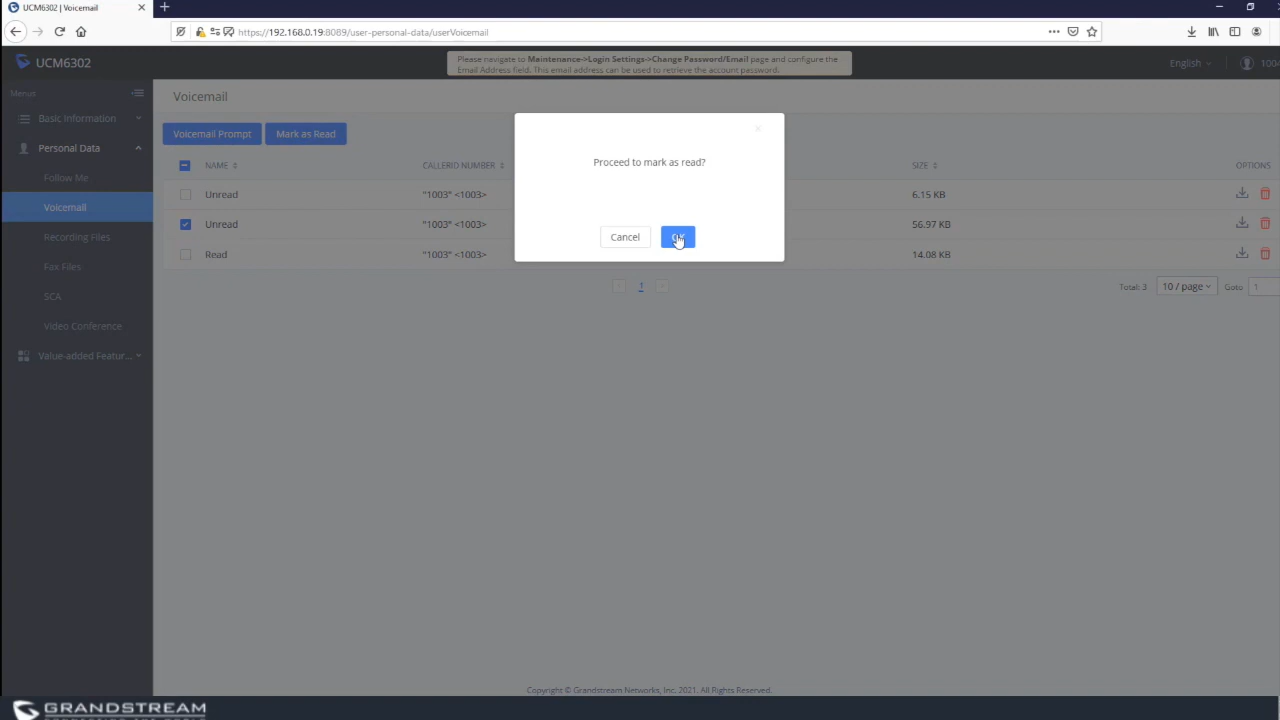 UCM6302 | Voicemail
https://192.168.0.19:8089/user-personal-data/userVoicemail
UCM6302
Please navigate to Maintenance->Login Settings->Change Password/Email page and configure the
Email Address field. This email address can be used to retrieve the account password.
English
Menus
Basic Information
Personal Data
Follow Me
Voicemail
Recording Files
Fax Files
SCA
Video Conference
Value-added Featur...
Voicemail
Voicemail Prompt
Mark as Read
NAME
CALLERID NUMBER
SIZE
OPTIONS
Unread
"1003" <1003>
6.15 KB
Unread
"1003" <1003>
56.97 KB
Read
"1003" <1003>
14.08 KB
1
Total: 3
10 / page
Goto
1
Proceed to mark as read?
Cancel
Copyright © Grandstream Networks, Inc. 2021. All Rights Reserved.
GRANDSTREAM